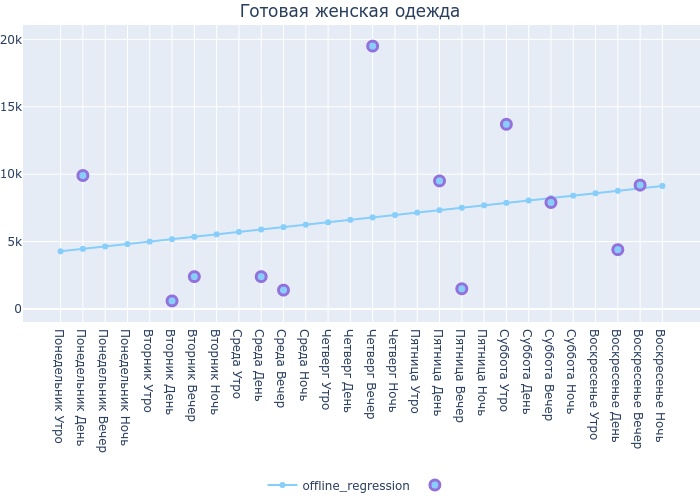 Готовая женская одежда
20k
15k
10k
5k
0
Понедельник Утро
Понедельник День
Понедельник Вечер
Понедельник Ночь
Вторник Утро
Вторник День
Вторник Вечер
Вторник Ночь
Среда Утро
Среда День
Среда Вечер
Среда Ночь
Четверг Утро
Четверг День
Четверг Вечер
Четверг Ночь
Пятница Утро
Пятница День
Пятница Вечер
Пятница Ночь
Суббота Утро
Суббота День
Суббота Вечер
Суббота Ночь
Воскресенье Утро
Воскресенье День
Воскресенье Вечер
Воскресенье Ночь
offline_regression